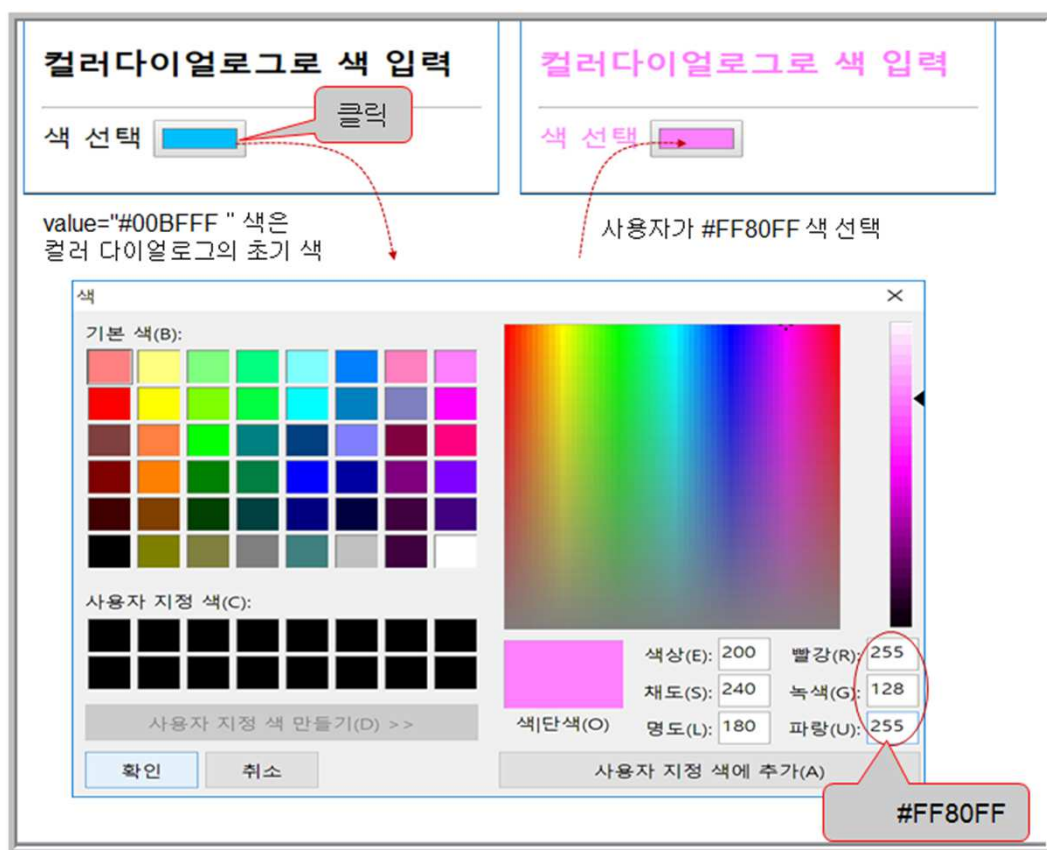 컬러다이얼로그로 색 입력
색 선택
클릭
컬러다이얼로그로 색 입력
색 선택
value="#00BFFF " 색은
컬러 다이얼로그의 초기 색
사용자가 #FF80FF 색 선택
색
기본 색(B):
사용자 지정 색(C):
사용자 지정 색 만들기(D) >>
확인 취소
색|단색(O)
색상(E): 200 빨강(R): 255
채도(S): 240 녹색(G): 128
명도(L): 180 파랑(U): 255
사용자 지정 색에 추가(A)
#FF80FF